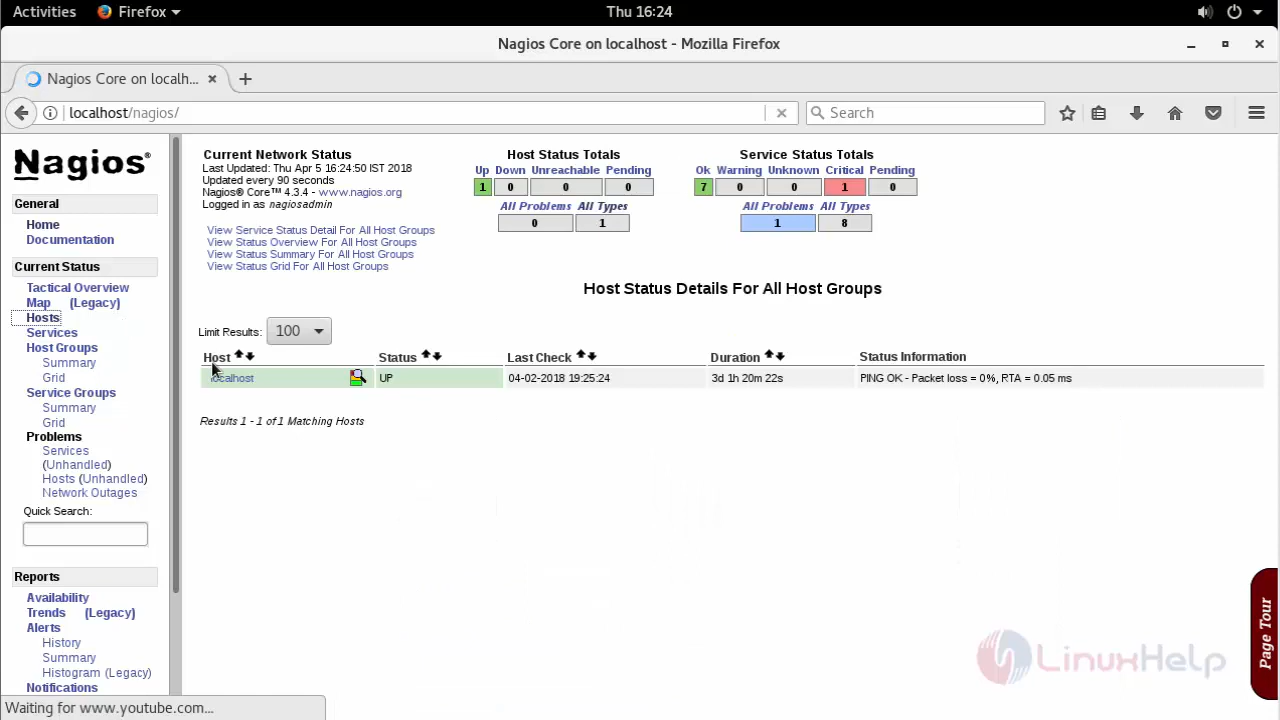 Activities Firefox Thu 16:24
Nagios Core on localhost - Mozilla Firefox
Nagios Core on localh...
localhost/nagios/ Search
Nagios®
General
Home
Documentation
Current Status
Tactical Overview
Map (Legacy)
Hosts
Services
Host Groups
Summary
Grid
Service Groups
Summary
Grid
Problems
Services
(Unhandled)
Hosts (Unhandled)
Network Outages
Quick Search:
Reports
Availability
Trends (Legacy)
Alerts
History
Summary
Histogram (Legacy)
Notifications
Current Network Status
Last Updated: Thu Apr 5 16:24:50 IST 2018
Updated every 90 seconds
Nagios® Core™ 4.3.4 - www.nagios.org
Logged in as nagiosadmin
View Service Status Detail For All Host Groups
View Status Overview For All Host Groups
View Status Summary For All Host Groups
View Status Grid For All Host Groups
Host Status Totals
Up Down Unreachable Pending
1 0 0 0
All Problems All Types
0 1
Service Status Totals
Ok Warning Unknown Critical Pending
7 0 0 1 0
All Problems All Types
1 8
Host Status Details For All Host Groups
Limit Results: 100
Host Status Last Check Duration Status Information
localhost UP 04-02-2018 19:25:24 3d 1h 20m 22s PING OK - Packet loss = 0%, RTA = 0.05 ms
Results 1 - 1 of 1 Matching Hosts
Page Tour
LinuxHelp
Waiting for www.youtube.com...